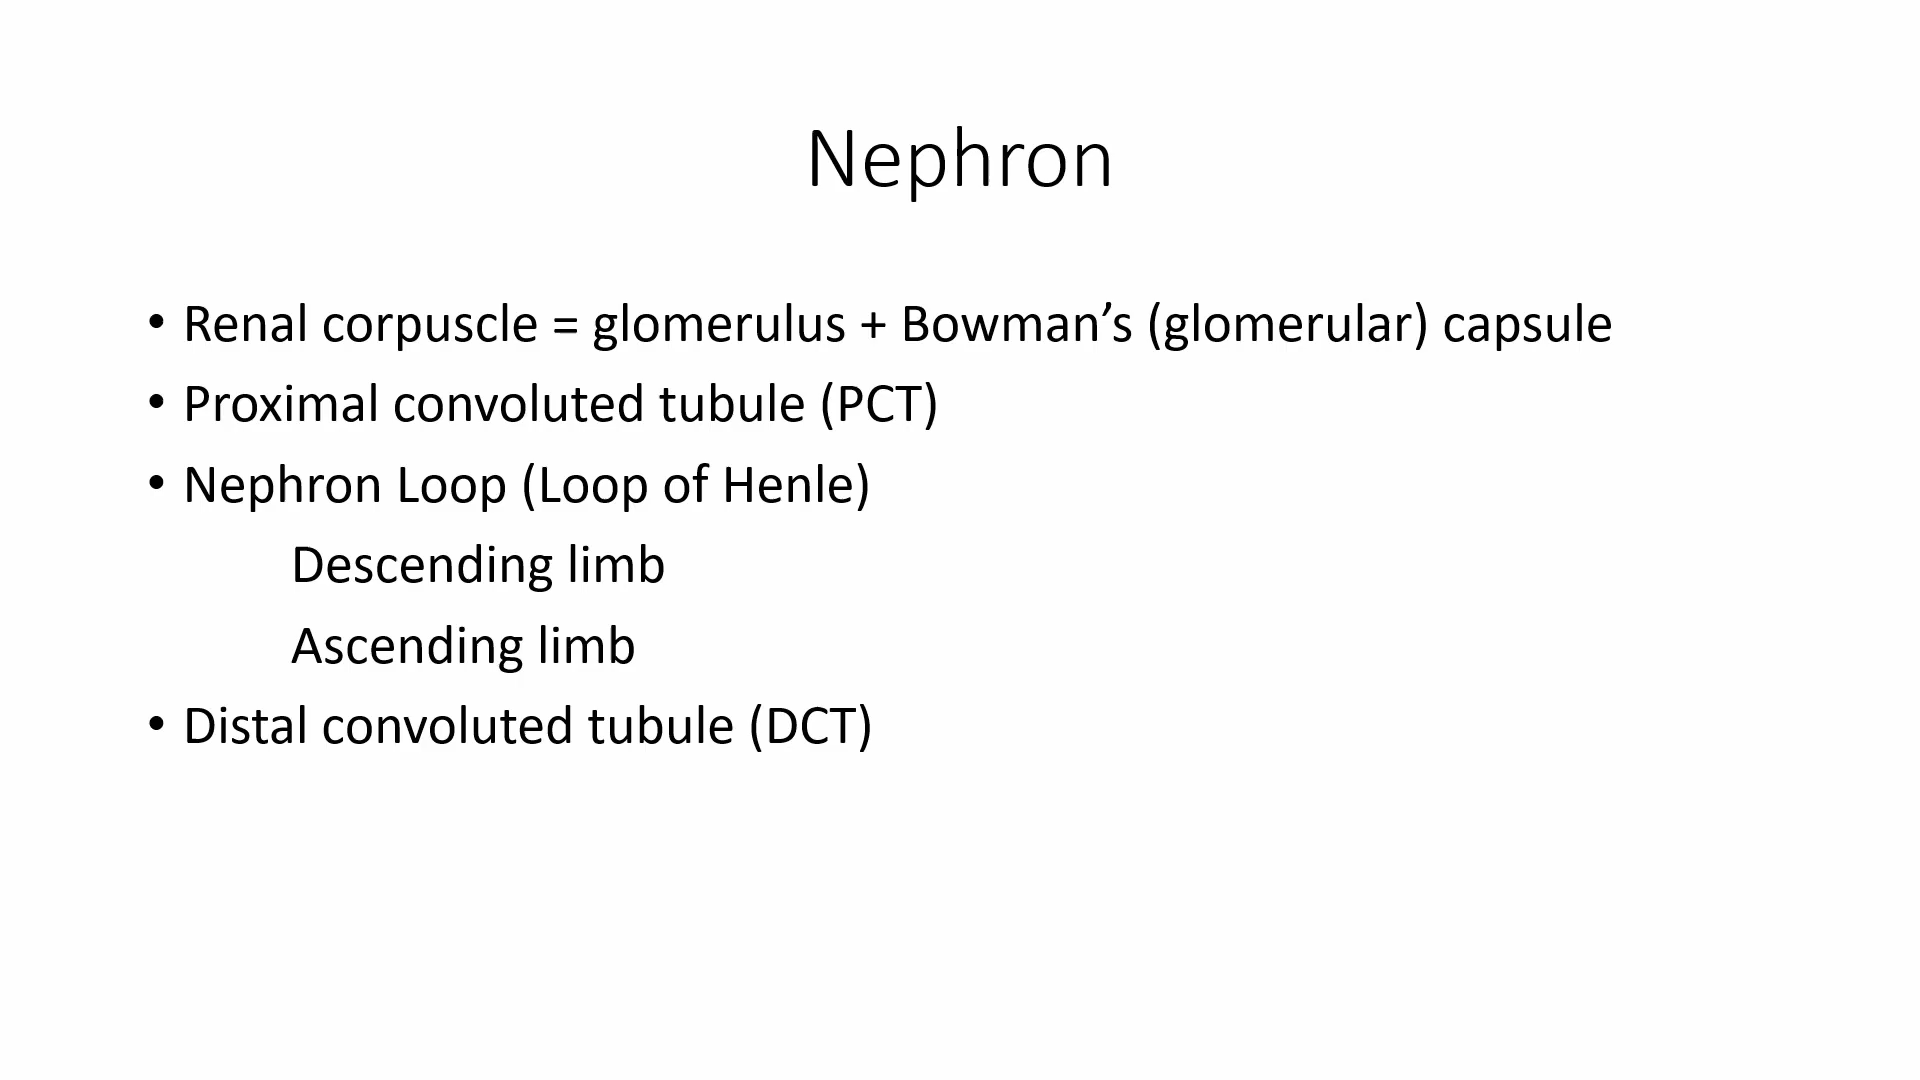 Nephron
• Renal corpuscle = glomerulus + Bowman’s (glomerular) capsule
• Proximal convoluted tubule (PCT)
• Nephron Loop (Loop of Henle)
Descending limb
Ascending limb
• Distal convoluted tubule (DCT)